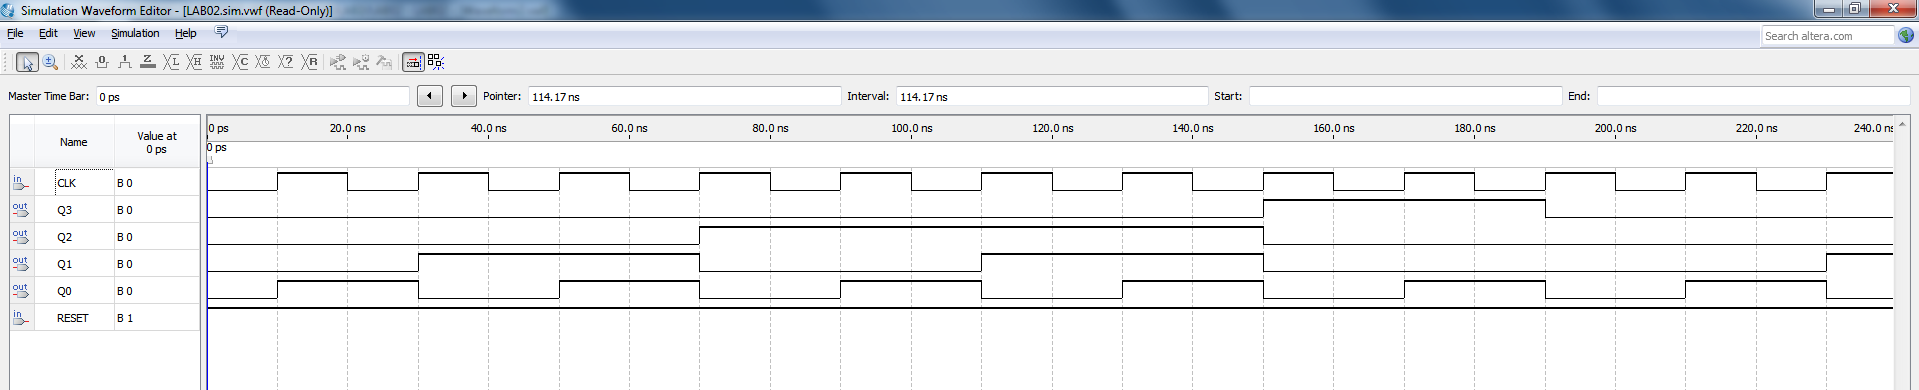 Simulation Waveform Editor - [LAB02.sim.vwf (Read-Only)]
File Edit View Simulation Help
Search altera.com
Master Time Bar: 0 ps Pointer: 114.17 ns Interval: 114.17 ns Start: End:
Name Value at 0 ps
0 ps 20.0 ns 40.0 ns 60.0 ns 80.0 ns 100.0 ns 120.0 ns 140.0 ns 160.0 ns 180.0 ns 200.0 ns 220.0 ns 240.0 ns
0 ps
in CLK B 0
out Q3 B 0
out Q2 B 0
out Q1 B 0
out Q0 B 0
in RESET B 1